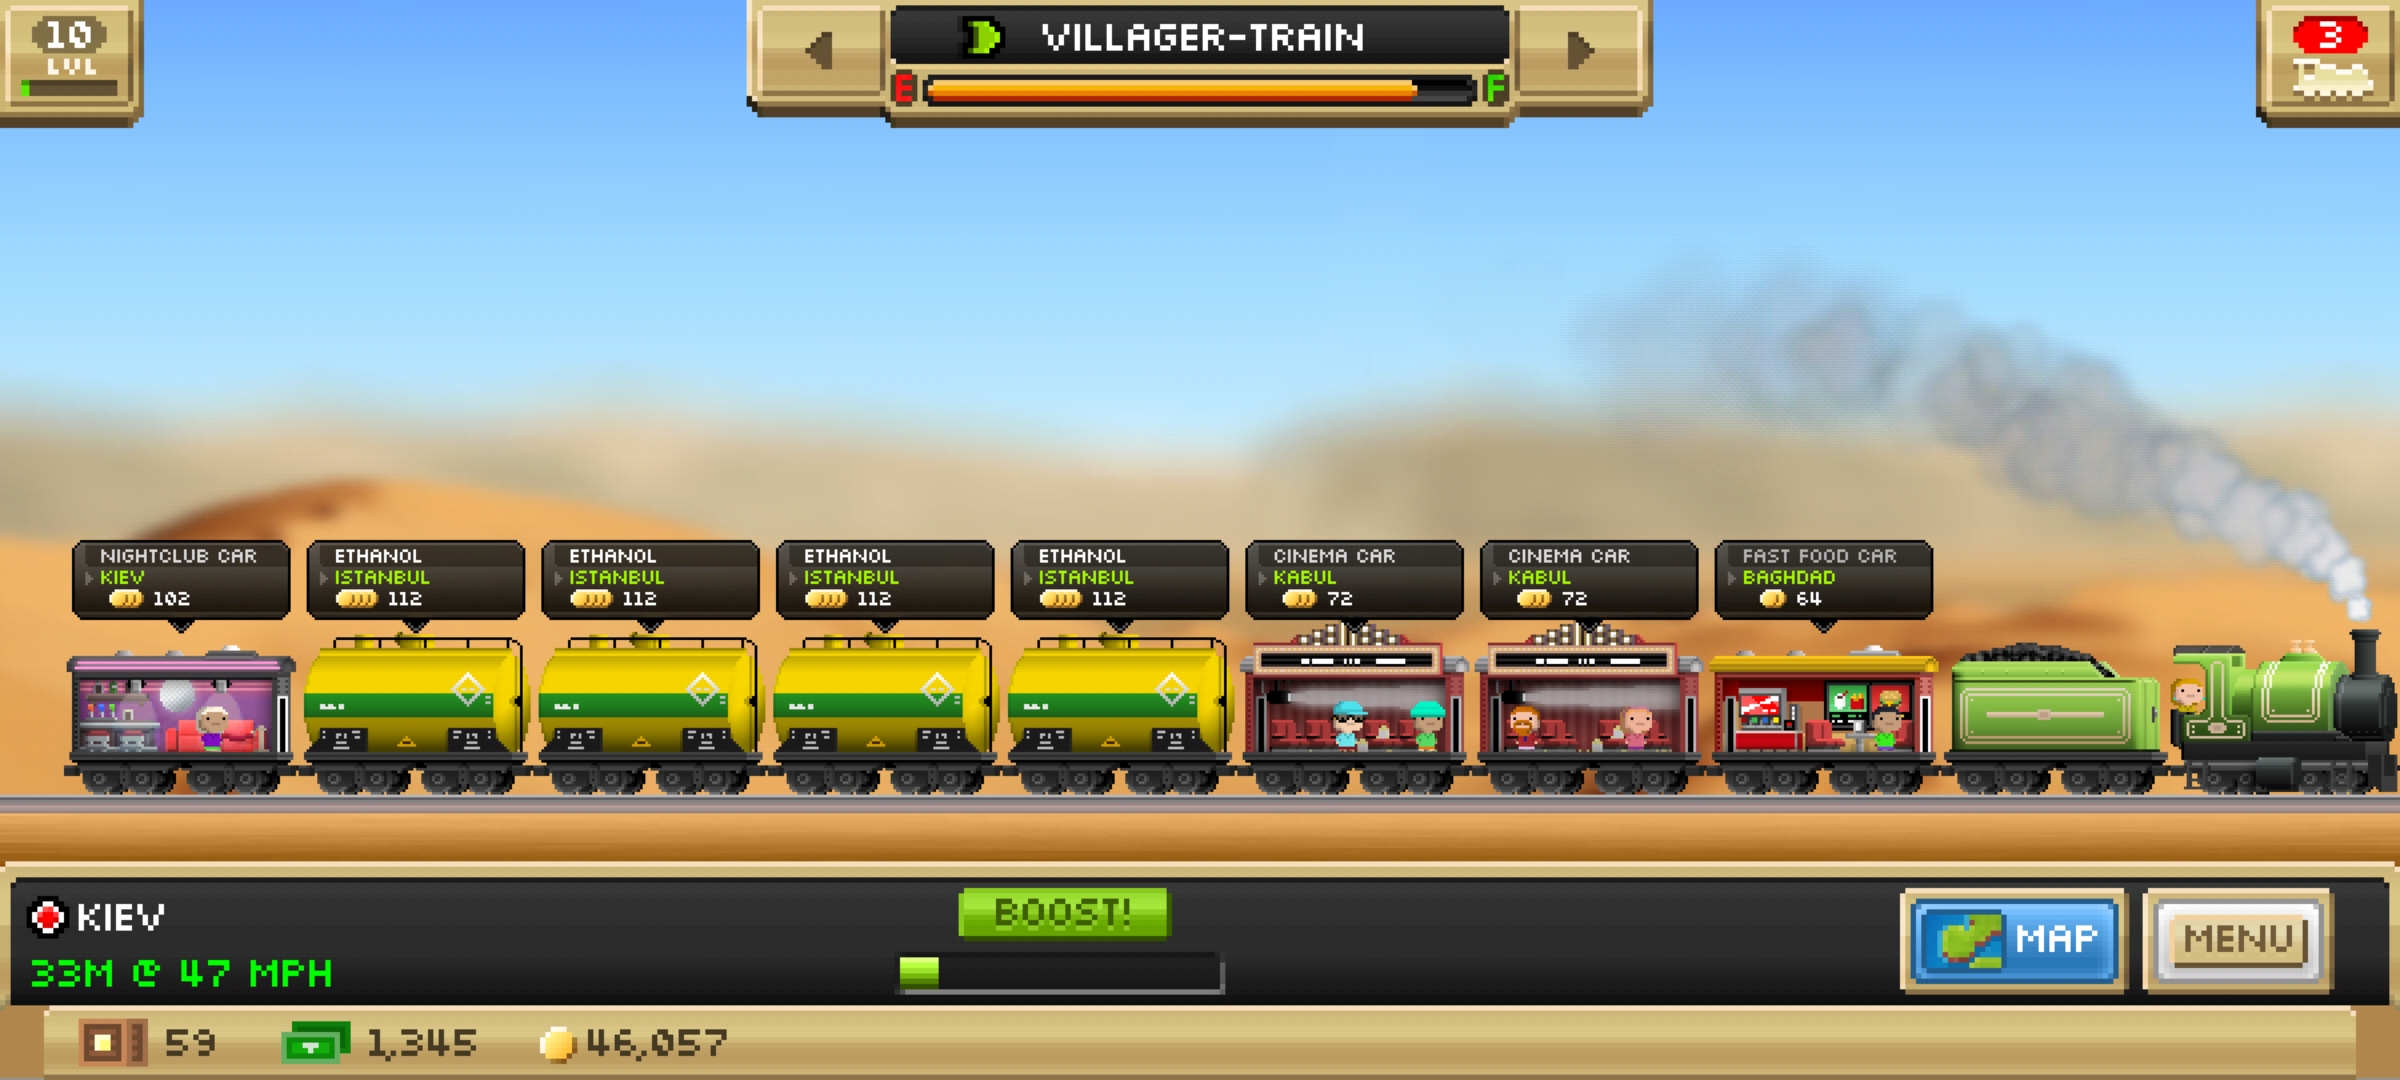 10
LVL
VILLAGER-TRAIN
E F
3
NIGHTCLUB CAR
KIEV
102
ETHANOL
ISTANBUL
112
ETHANOL
ISTANBUL
112
ETHANOL
ISTANBUL
112
ETHANOL
ISTANBUL
112
CINEMA CAR
KABUL
72
CINEMA CAR
KABUL
72
FAST FOOD CAR
BAGHDAD
64
KIEV
33M @ 47 MPH
BOOST!
MAP
MENU
59
1,345
46,057